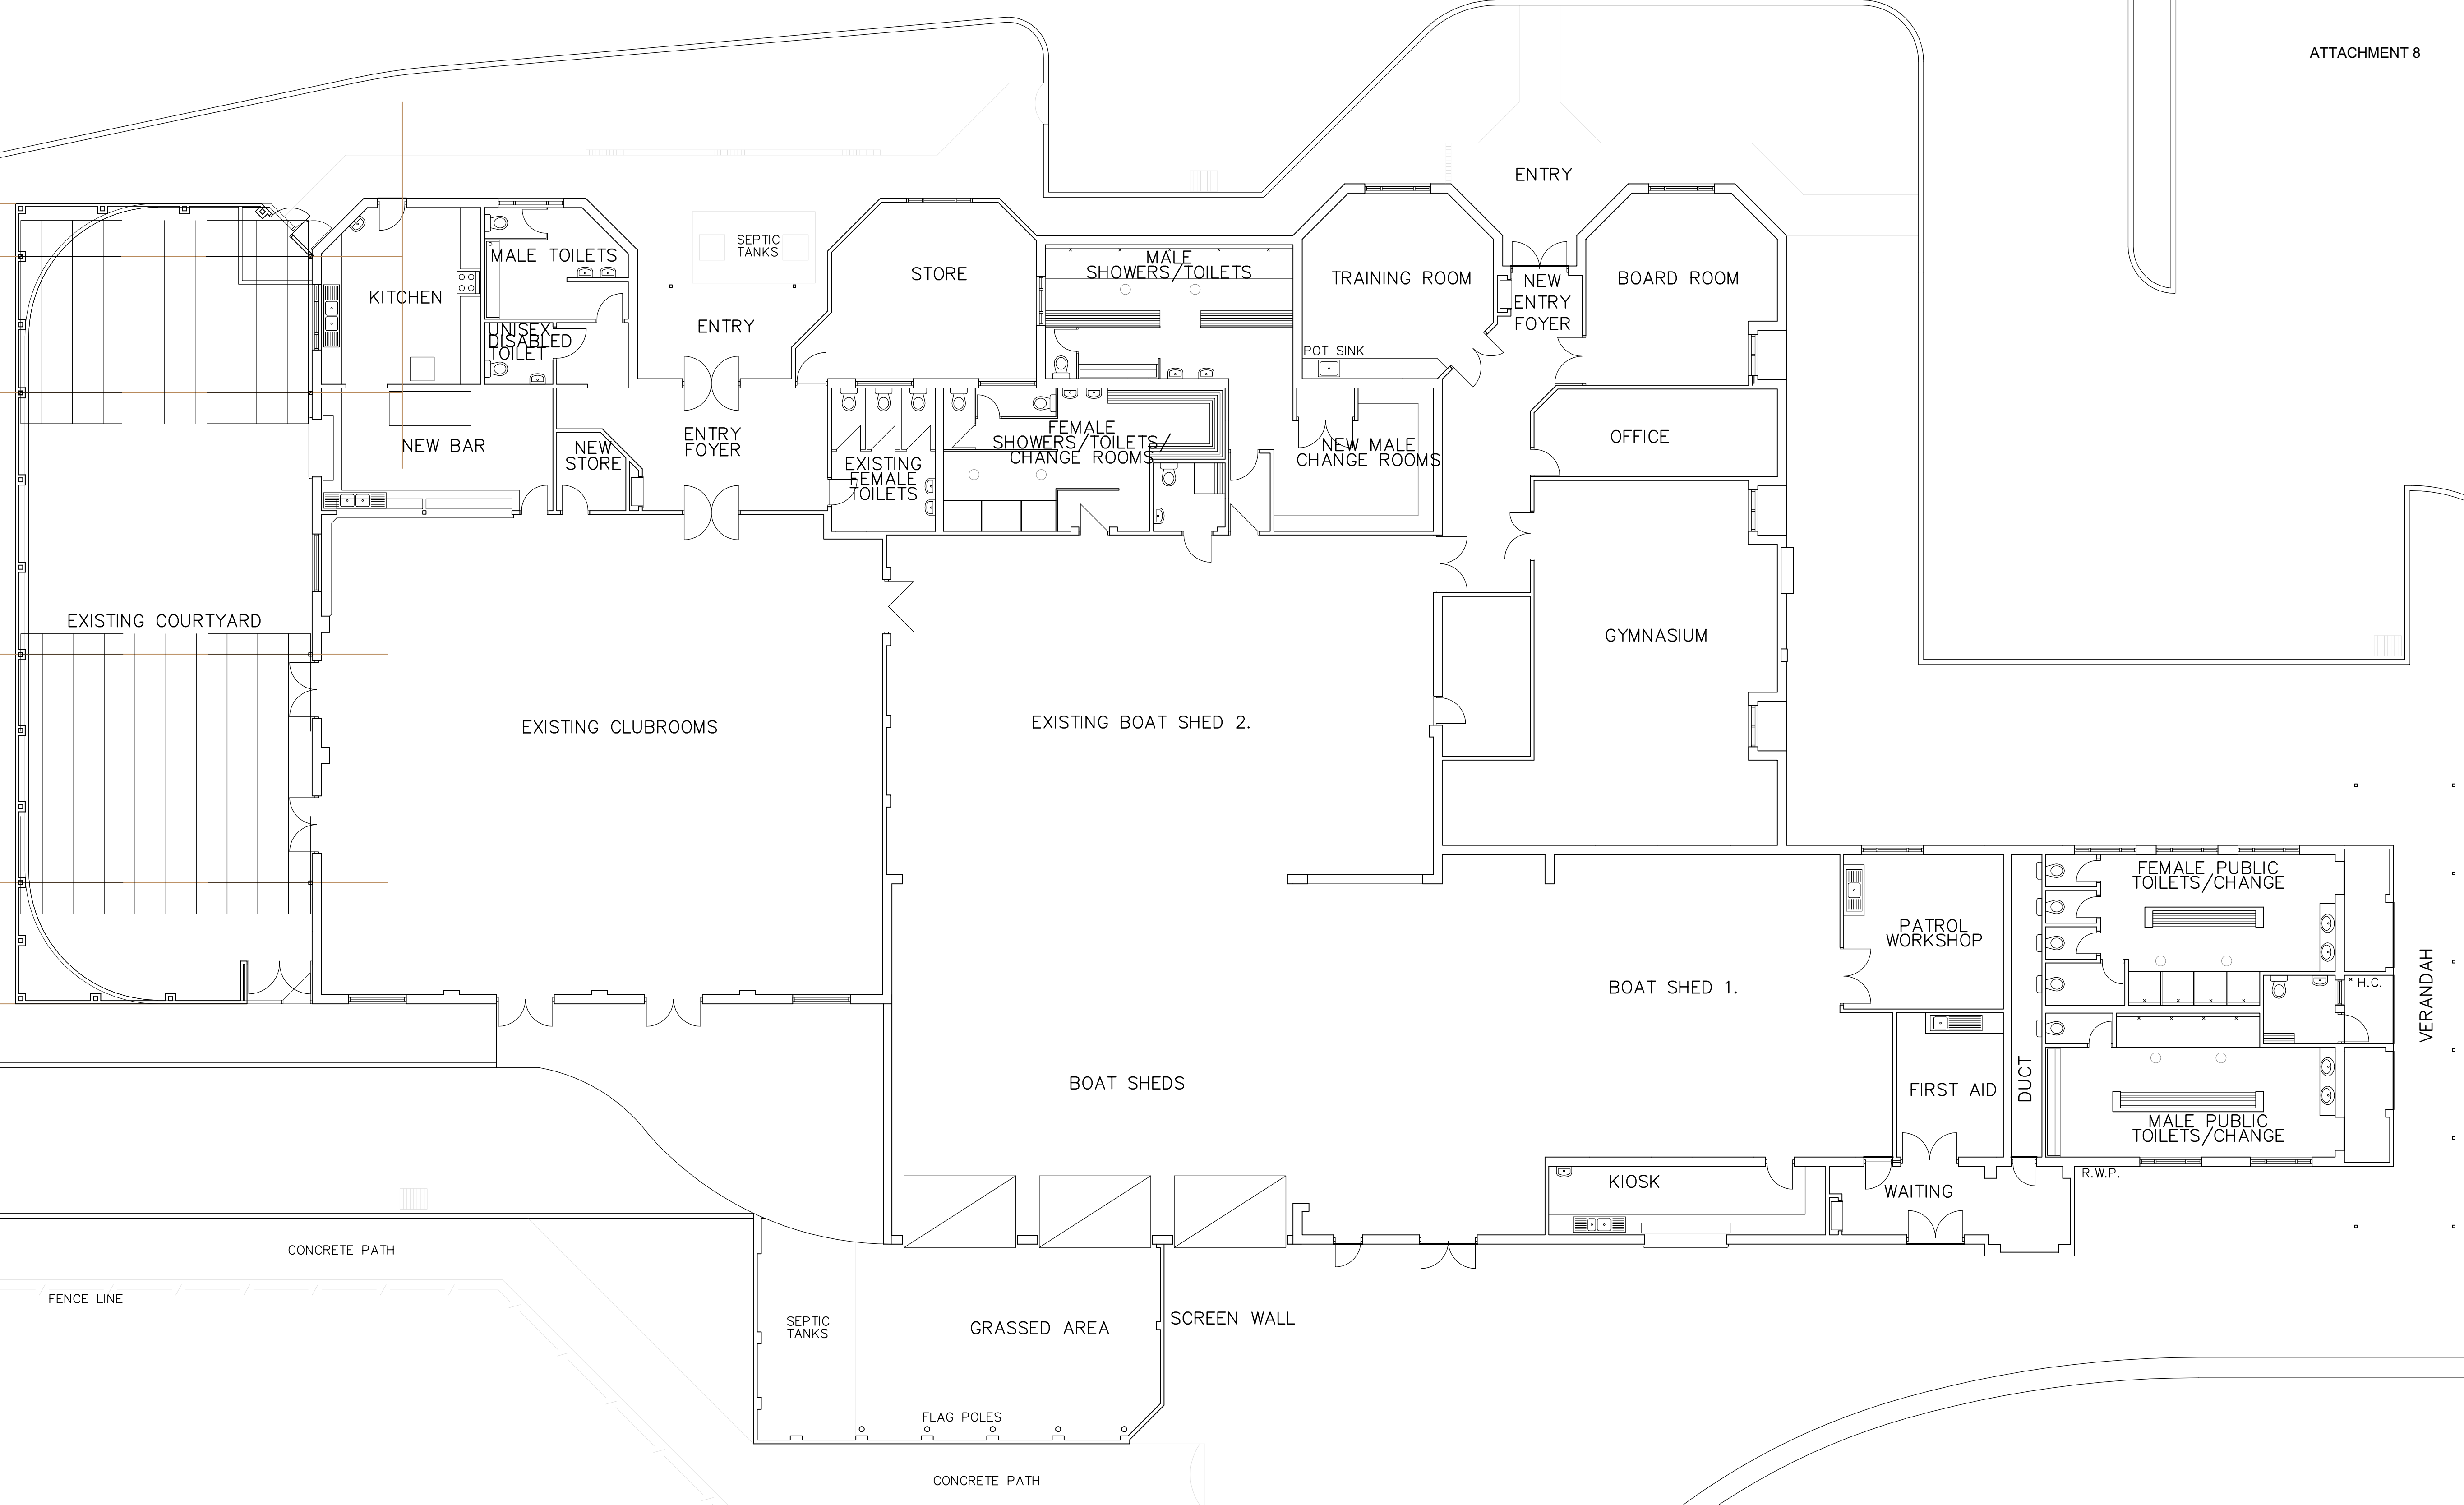 ATTACHMENT 8
ENTRY
SEPTIC
TANKS
MALE TOILETS
MALE
SHOWERS/TOILETS
STORE
TRAINING ROOM
NEW
ENTRY
FOYER
BOARD ROOM
KITCHEN
ENTRY
UNISEX
DISABLED
TOILET
POT SINK
NEW BAR
NEW
STORE
ENTRY
FOYER
EXISTING
FEMALE
TOILETS
FEMALE
SHOWERS/TOILETS/
CHANGE ROOMS
NEW MALE
CHANGE ROOMS
OFFICE
EXISTING COURTYARD
GYMNASIUM
EXISTING CLUBROOMS
EXISTING BOAT SHED 2.
FEMALE PUBLIC
TOILETS/CHANGE
PATROL
WORKSHOP
BOAT SHED 1.
H.C.
VERANDAH
BOAT SHEDS
FIRST AID
DUCT
MALE PUBLIC
TOILETS/CHANGE
R.W.P.
KIOSK
WAITING
CONCRETE PATH
FENCE LINE
SEPTIC
TANKS
GRASSED AREA
SCREEN WALL
FLAG POLES
CONCRETE PATH